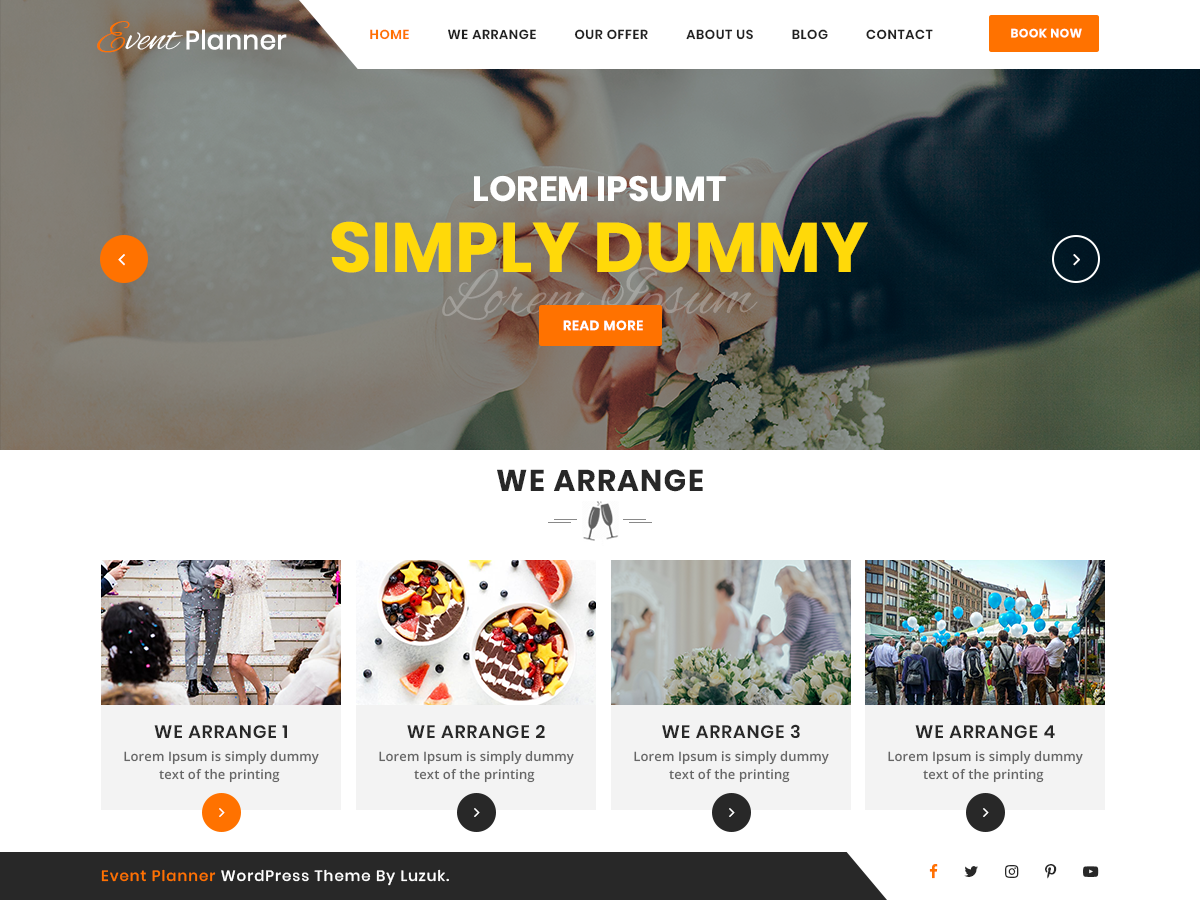 Event Planner
HOME
WE ARRANGE
OUR OFFER
ABOUT US
BLOG
CONTACT
BOOK NOW
LOREM IPSUMT
SIMPLY DUMMY
Lorem Ipsum
READ MORE
WE ARRANGE
WE ARRANGE 1
Lorem Ipsum is simply dummy
text of the printing
WE ARRANGE 2
Lorem Ipsum is simply dummy
text of the printing
WE ARRANGE 3
Lorem Ipsum is simply dummy
text of the printing
WE ARRANGE 4
Lorem Ipsum is simply dummy
text of the printing
Event Planner WordPress Theme By Luzuk.